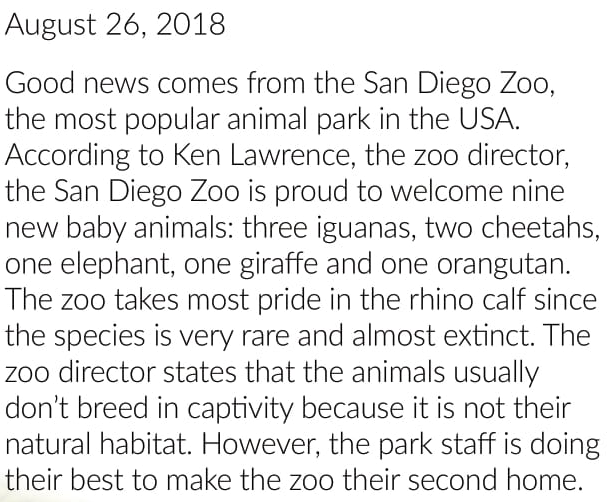 August 26, 2018
Good news comes from the San Diego Zoo,
the most popular animal park in the USA.
According to Ken Lawrence, the zoo director,
the San Diego Zoo is proud to welcome nine
new baby animals: three iguanas, two cheetahs,
one elephant, one giraffe and one orangutan.
The zoo takes most pride in the rhino calf since
the species is very rare and almost extinct. The
zoo director states that the animals usually
don't breed in captivity because it is not their
natural habitat. However, the park staff is doing
their best to make the zoo their second home.